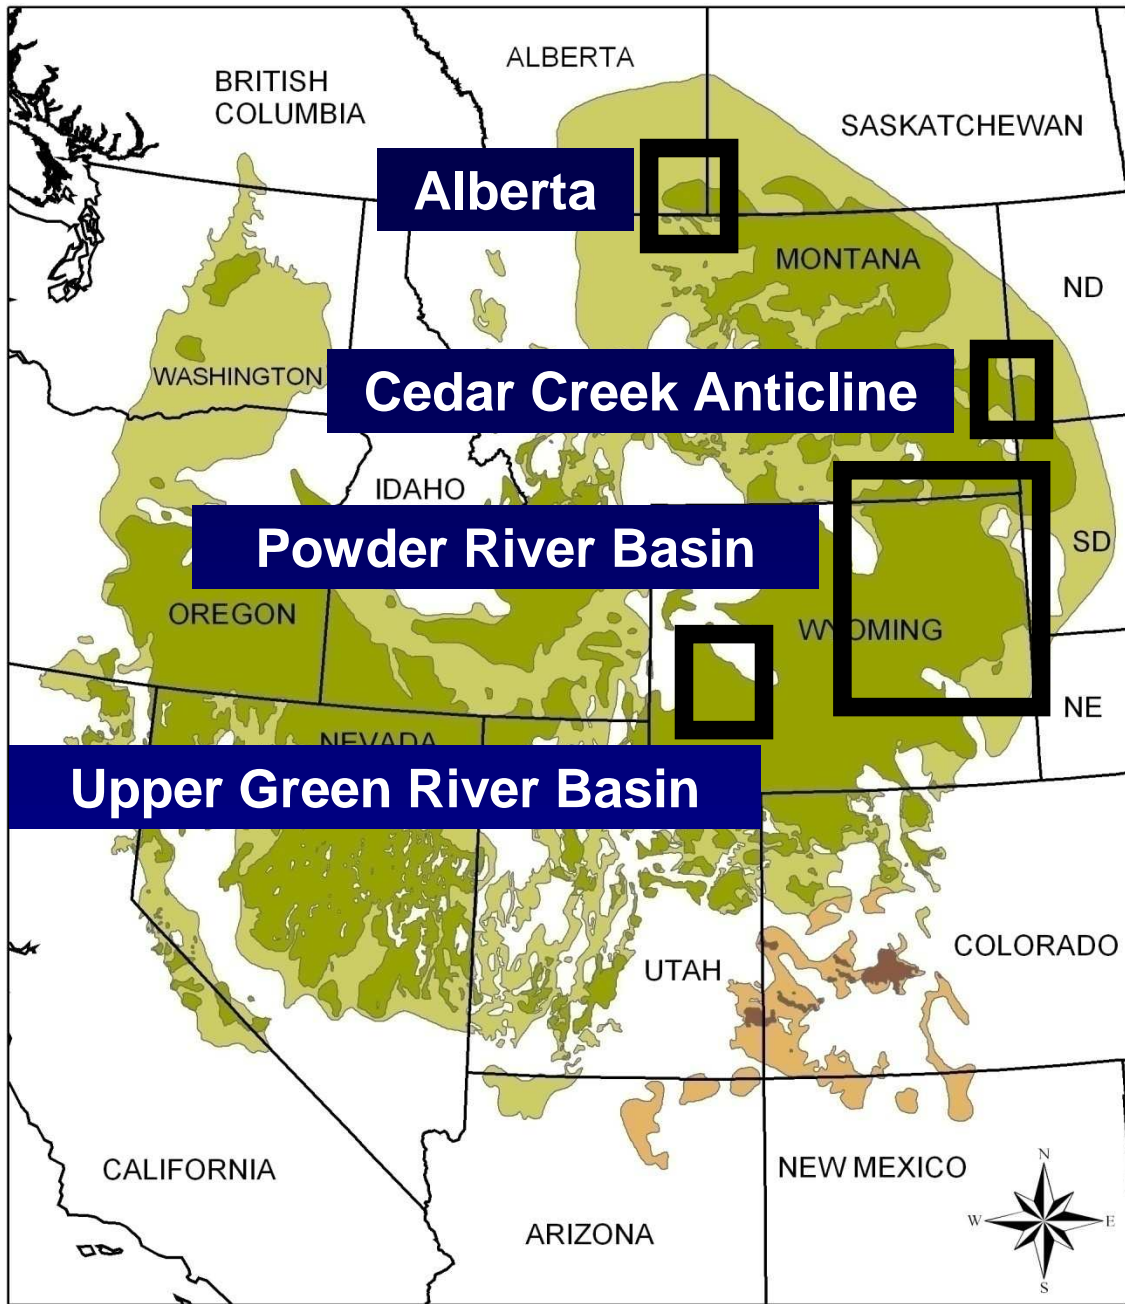 ALBERTA
BRITISH
COLUMBIA
SASKATCHEWAN
Alberta
MONTANA
ND
WASHINGTON
Cedar Creek Anticline
IDAHO
Powder River Basin
SD
OREGON
WYOMING
NE
NEVADA
Upper Green River Basin
COLORADO
UTAH
CALIFORNIA
NEW MEXICO
ARIZONA
N
W
E
S